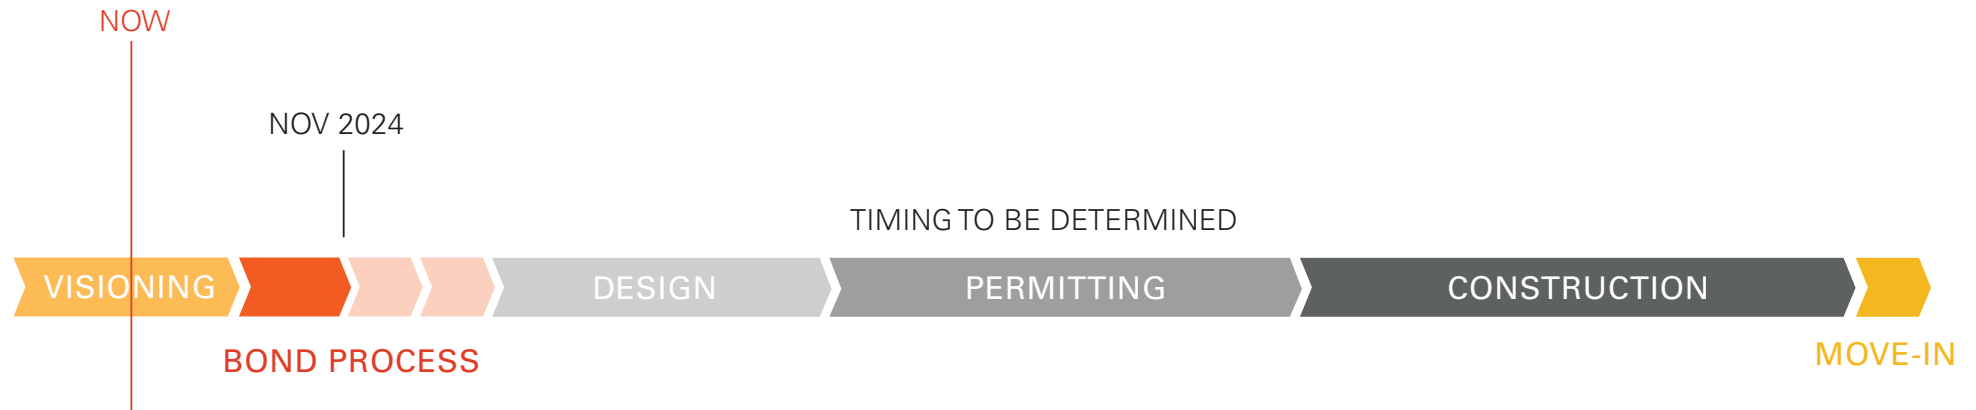 NOW
NOV 2024
TIMING TO BE DETERMINED
VISIONING
DESIGN
PERMITTING
CONSTRUCTION
BOND PROCESS
MOVE-IN